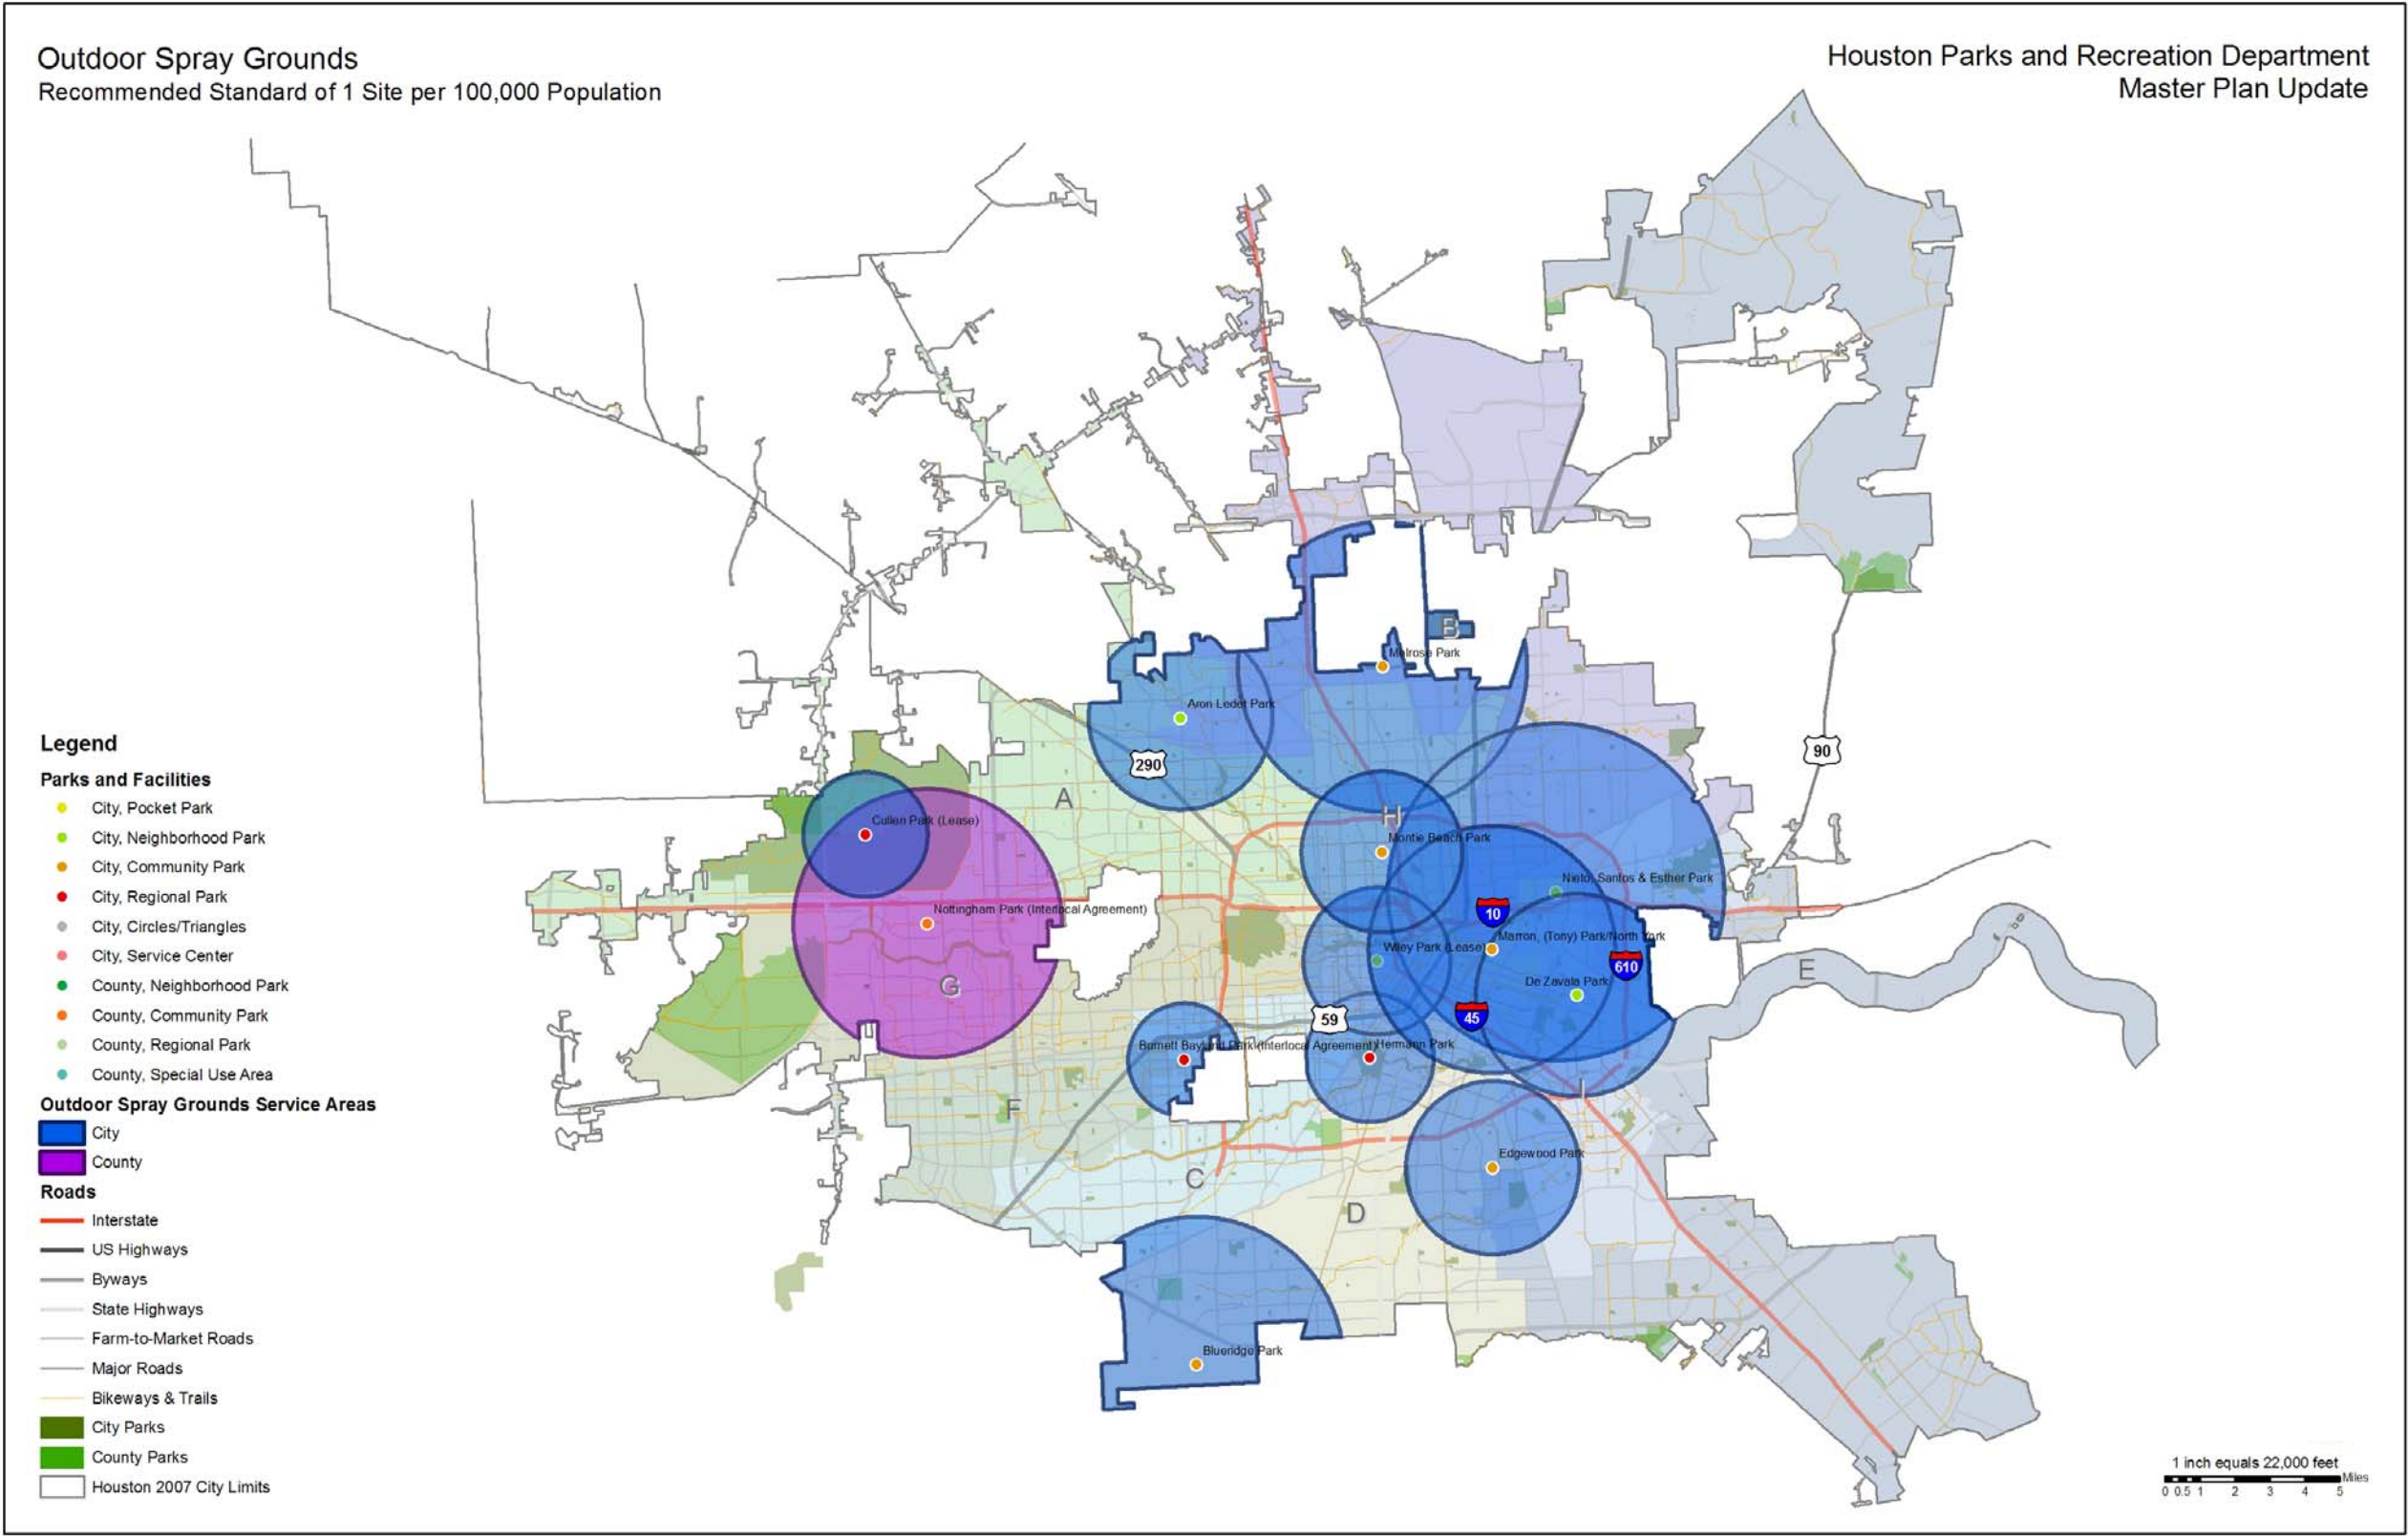 Outdoor Spray Grounds
Recommended Standard of 1 Site per 100,000 Population
Houston Parks and Recreation Department
Master Plan Update
B
Melrose Park
Aron Ledet Park
290
90
A
H
Cullen Park (Lease)
Montie Beach Park
Nieto, Santos & Esther Park
Nottingham Park (Interlocal Agreement)
10
Marron, (Tony) Park/North York
Wiley Park (Lease)
610
E
G
De Zavala Park
59
45
Burnett Bayland Park (Interlocal Agreement)
Hermann Park
I
F
Edgewood Park
C
D
Blueridge Park
Legend
Parks and Facilities
City, Pocket Park
City, Neighborhood Park
City, Community Park
City, Regional Park
City, Circles/Triangles
City, Service Center
County, Neighborhood Park
County, Community Park
County, Regional Park
County, Special Use Area
Outdoor Spray Grounds Service Areas
City
County
Roads
Interstate
US Highways
Byways
State Highways
Farm-to-Market Roads
Major Roads
Bikeways & Trails
City Parks
County Parks
Houston 2007 City Limits
1 inch equals 22,000 feet
Miles
0 0.5 1 2 3 4 5